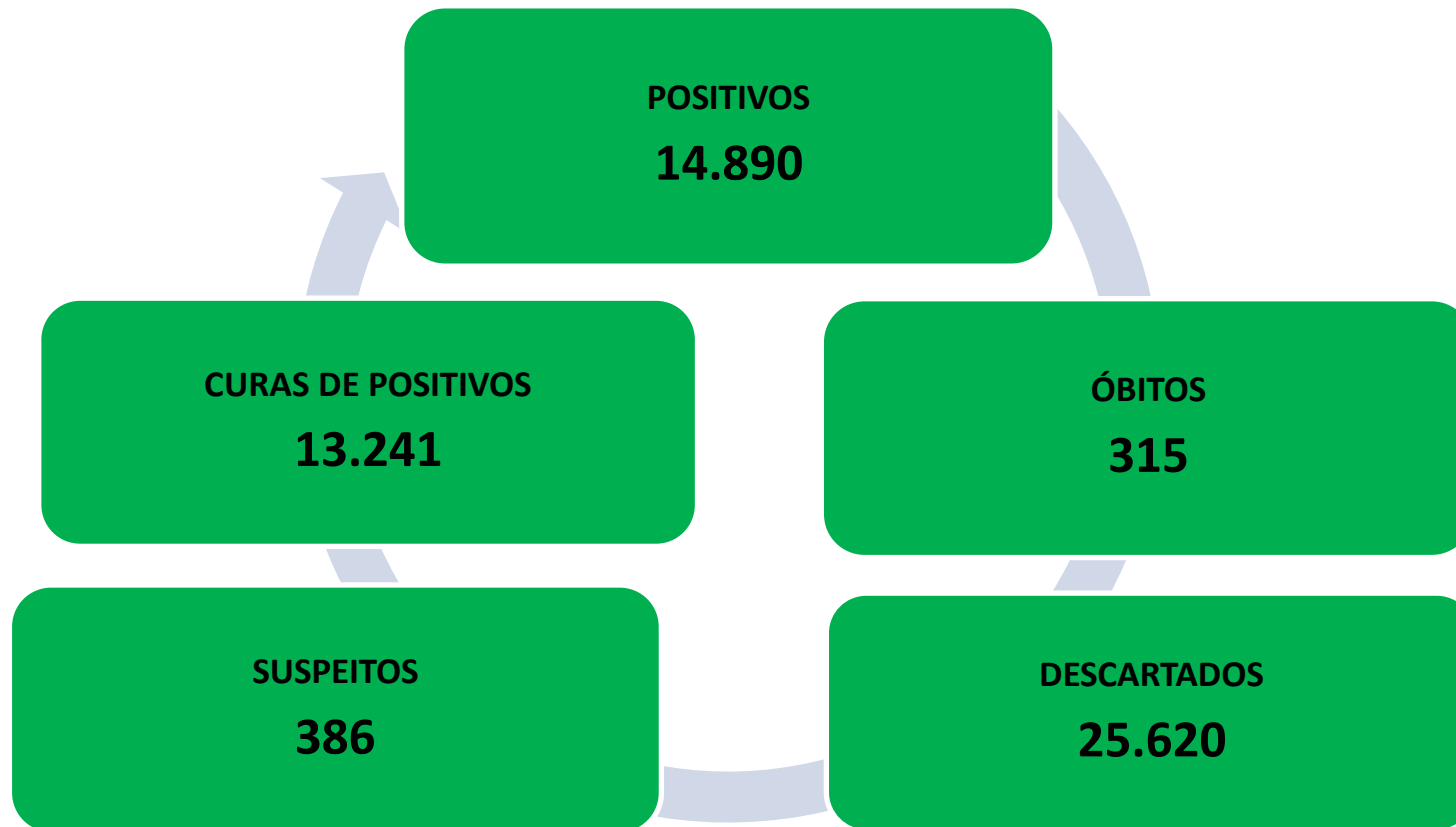 POSITIVOS
14.890
CURAS DE POSITIVOS
13.241
ÓBITOS
315
SUSPEITOS
386
DESCARTADOS
25.620